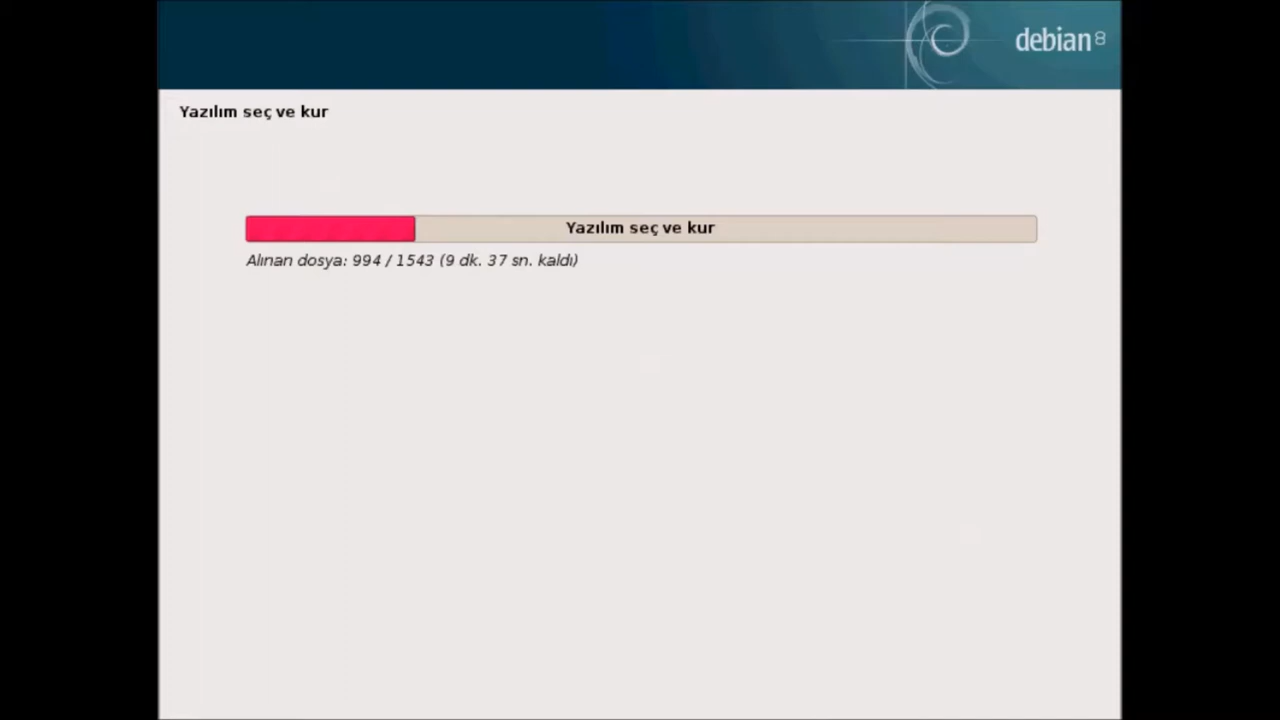 debian 8
Yazılım seç ve kur
Yazılım seç ve kur
Alınan dosya: 994 / 1543 (9 dk. 37 sn. kaldı)